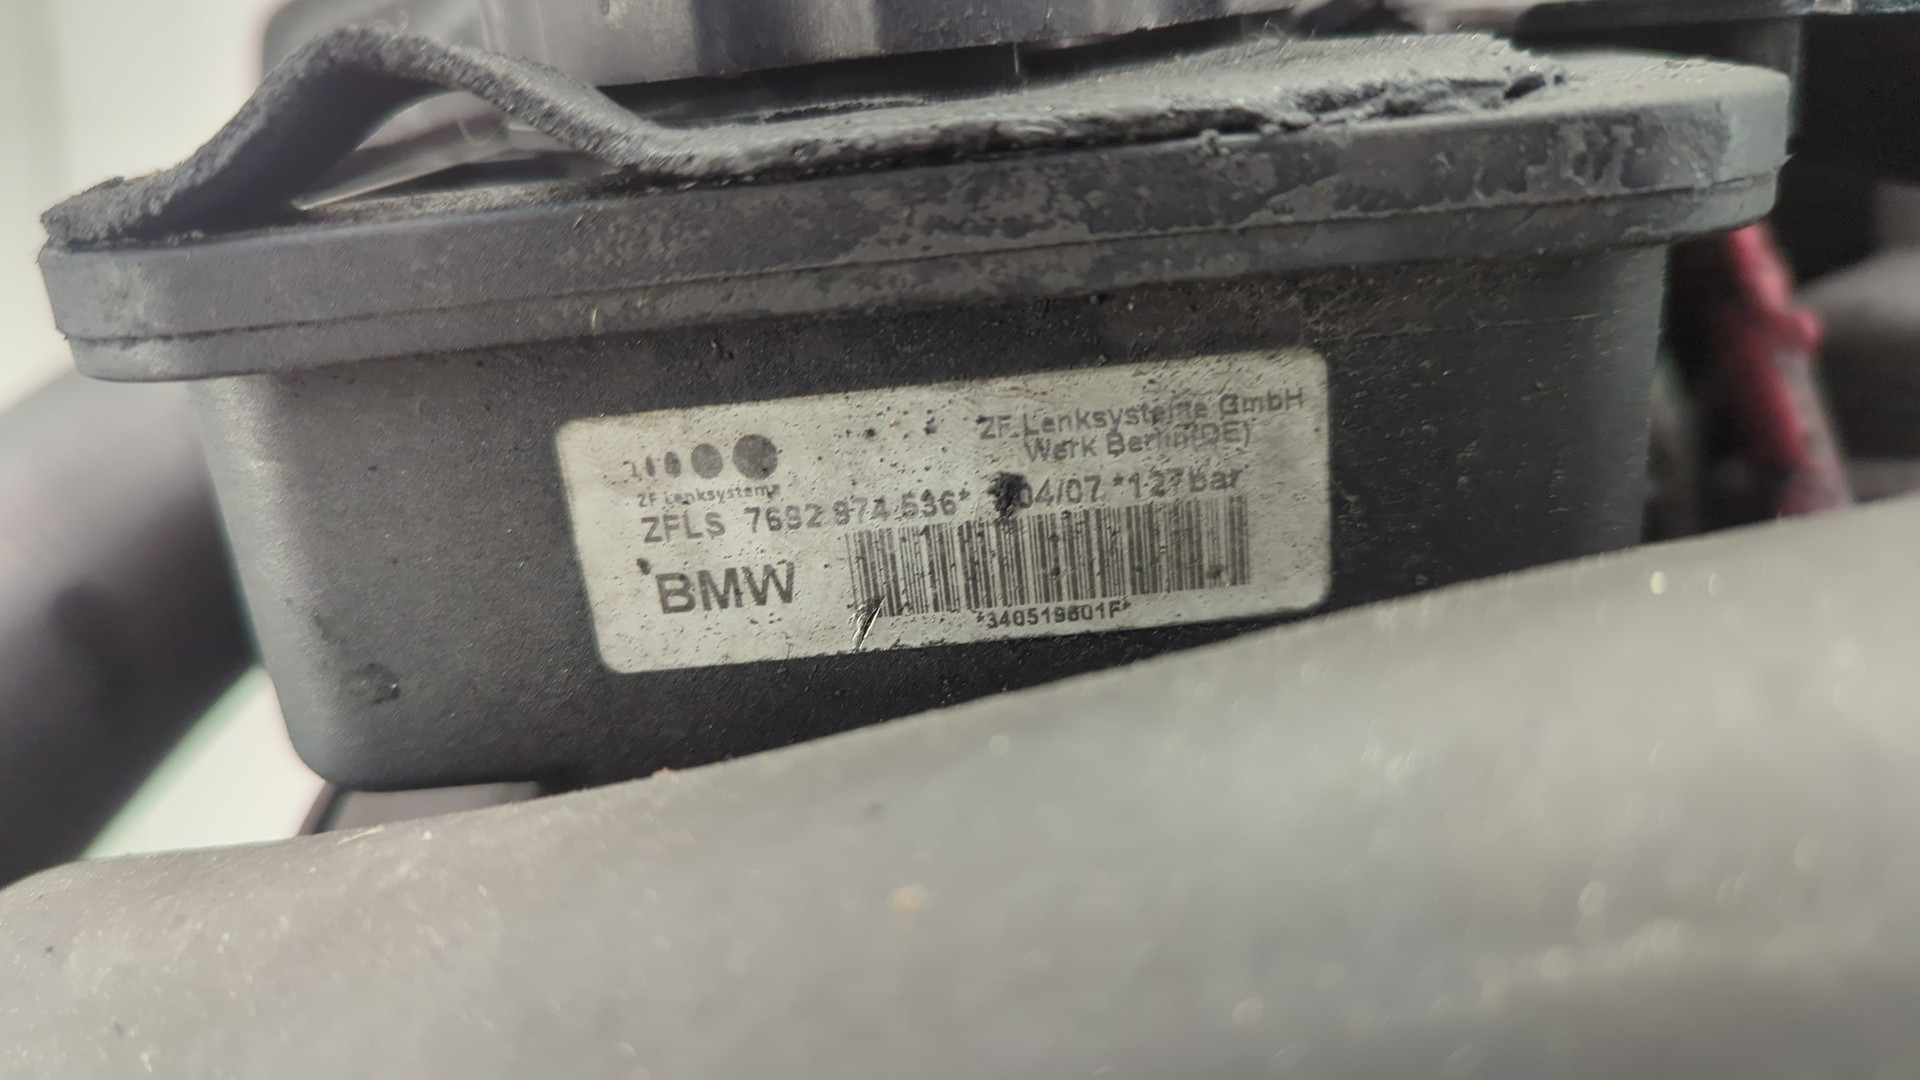 ZF Lenksysteme GmbH
Werk Berlin(DE)
ZF Lenksysteme
ZFLS 7692 974 536* 04/07 *127bar
BMW
*340519601F*